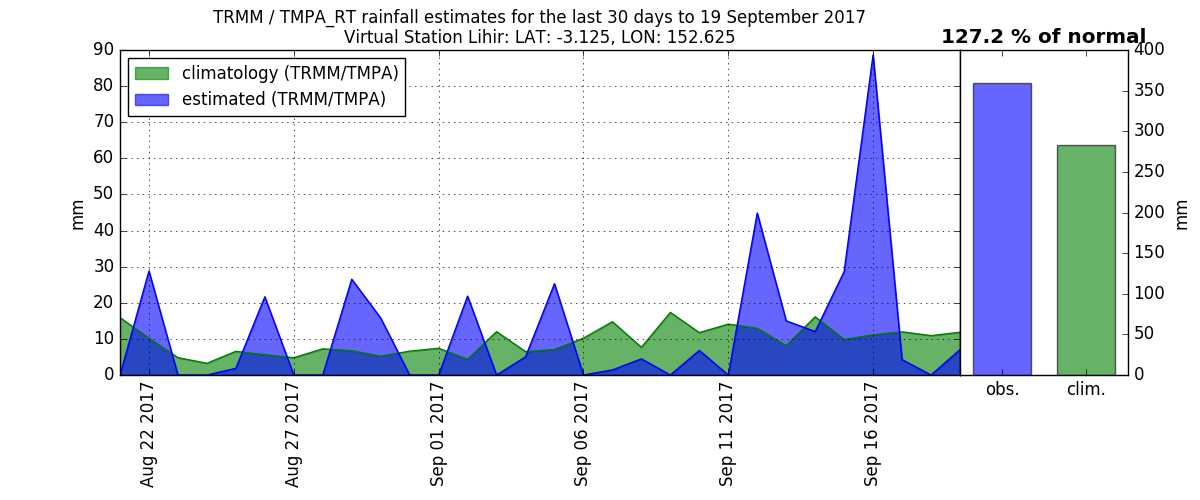 TRMM / TMPA_RT rainfall estimates for the last 30 days to 19 September 2017
Virtual Station Lihir: LAT: -3.125, LON: 152.625
127.2 % of normal
climatology (TRMM/TMPA)
estimated (TRMM/TMPA)
mm
90
80
70
60
50
40
30
20
10
0
Aug 22 2017
Aug 27 2017
Sep 01 2017
Sep 06 2017
Sep 11 2017
Sep 16 2017
400
350
300
250
200
150
100
50
0
mm
obs.
clim.